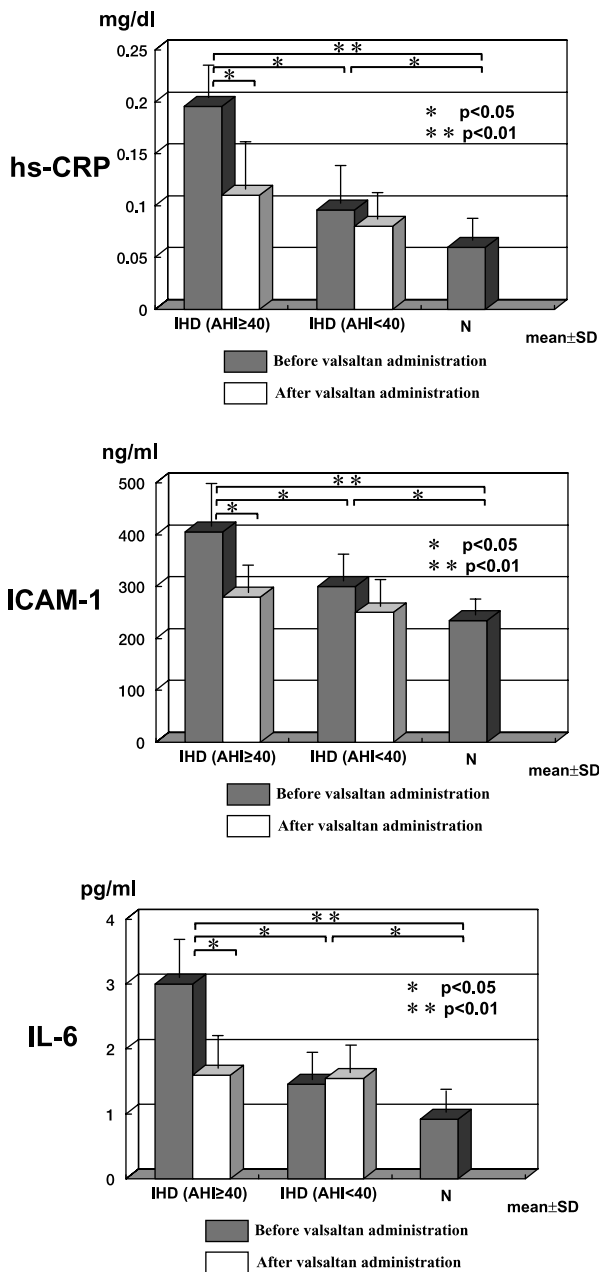 mg/dl
0.25
0.2
0.15
0.1
0.05
0
hs-CRP
* *
* *
*
* p<0.05
* * p<0.01
IHD (AHI≥40) IHD (AHI<40) N
mean±SD
Before valsaltan administration
After valsaltan administration
ng/ml
500
400
300
200
100
0
ICAM-1
* *
* *
*
* p<0.05
* * p<0.01
IHD (AHI≥40) IHD (AHI<40) N
mean±SD
Before valsaltan administration
After valsaltan administration
pg/ml
4
3
2
1
0
IL-6
* *
* *
*
* p<0.05
* * p<0.01
IHD (AHI≥40) IHD (AHI<40) N
mean±SD
Before valsaltan administration
After valsaltan administration